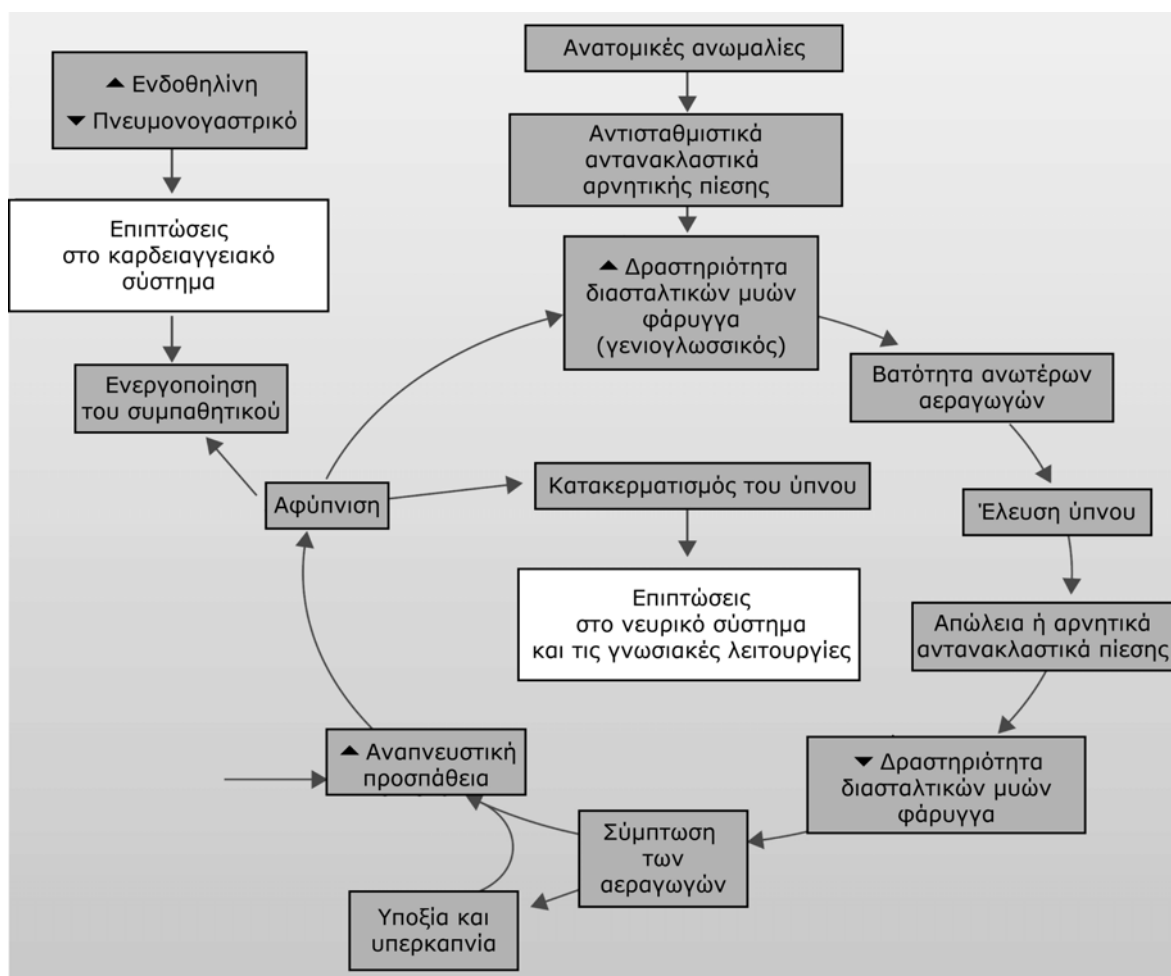 ▲ Ενδοθηλίνη
▼ Πνευμονογαστρικό
Επιπτώσεις
στο καρδειαγγειακό
σύστημα
Ενεργοποίηση
του συμπαθητικού
Ανατομικές ανωμαλίες
Αντισταθμιστικά
αντανακλαστικά
αρνητικής πίεσης
▲ Δραστηριότητα
διασταλτικών μυών
φάρυγγα
(γενιογλωσσικός)
Βατότητα ανωτέρων
αεραγωγών
Έλευση ύπνου
Απώλεια ή αρνητικά
αντανακλαστικά πίεσης
▼ Δραστηριότητα
διασταλτικών μυών
φάρυγγα
Σύμπτωση
των
αεραγωγών
Υποξία και
υπερκαπνία
▲ Αναπνευστική
προσπάθεια
Αφύπνιση
Κατακερματισμός του ύπνου
Επιπτώσεις
στο νευρικό σύστημα
και τις γνωσιακές λειτουργίες